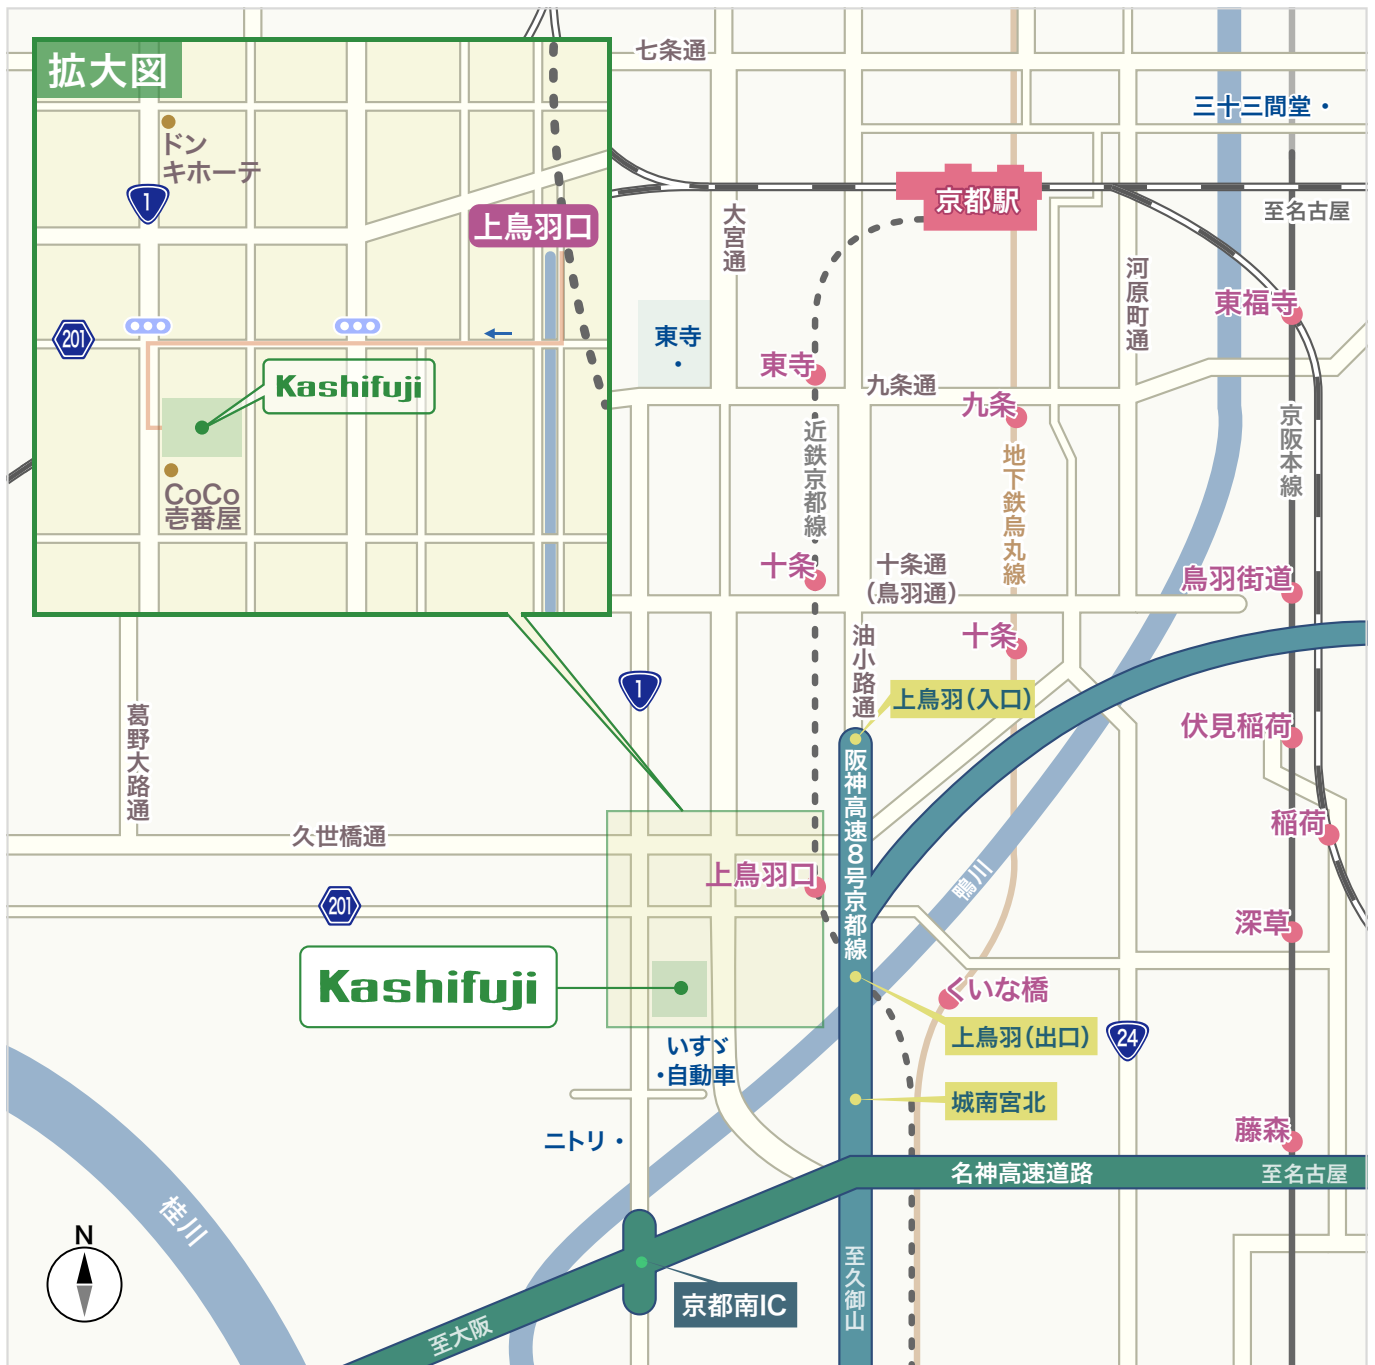 拡大図
七条通
三十三間堂・
ドン
キホーテ
1
上鳥羽口
京都駅
至名古屋
大宮通
河原町通
東福寺
201
東寺
・
東寺
九条通
九条
Kashifuji
CoCo
壱番屋
近鉄京都線
地下鉄烏丸線
京阪本線
十条
十条通
(鳥羽通)
鳥羽街道
十条
油小路通
1
上鳥羽(入口)
葛野大路通
伏見稲荷
阪神高速8号京都線
久世橋通
稲荷
上鳥羽口
鴨川
201
深草
Kashifuji
くいな橋
上鳥羽(出口)
24
いすゞ
・自動車
城南宮北
ニトリ・
藤森
名神高速道路
至名古屋
桂川
N
至久御山
京都南IC
至大阪